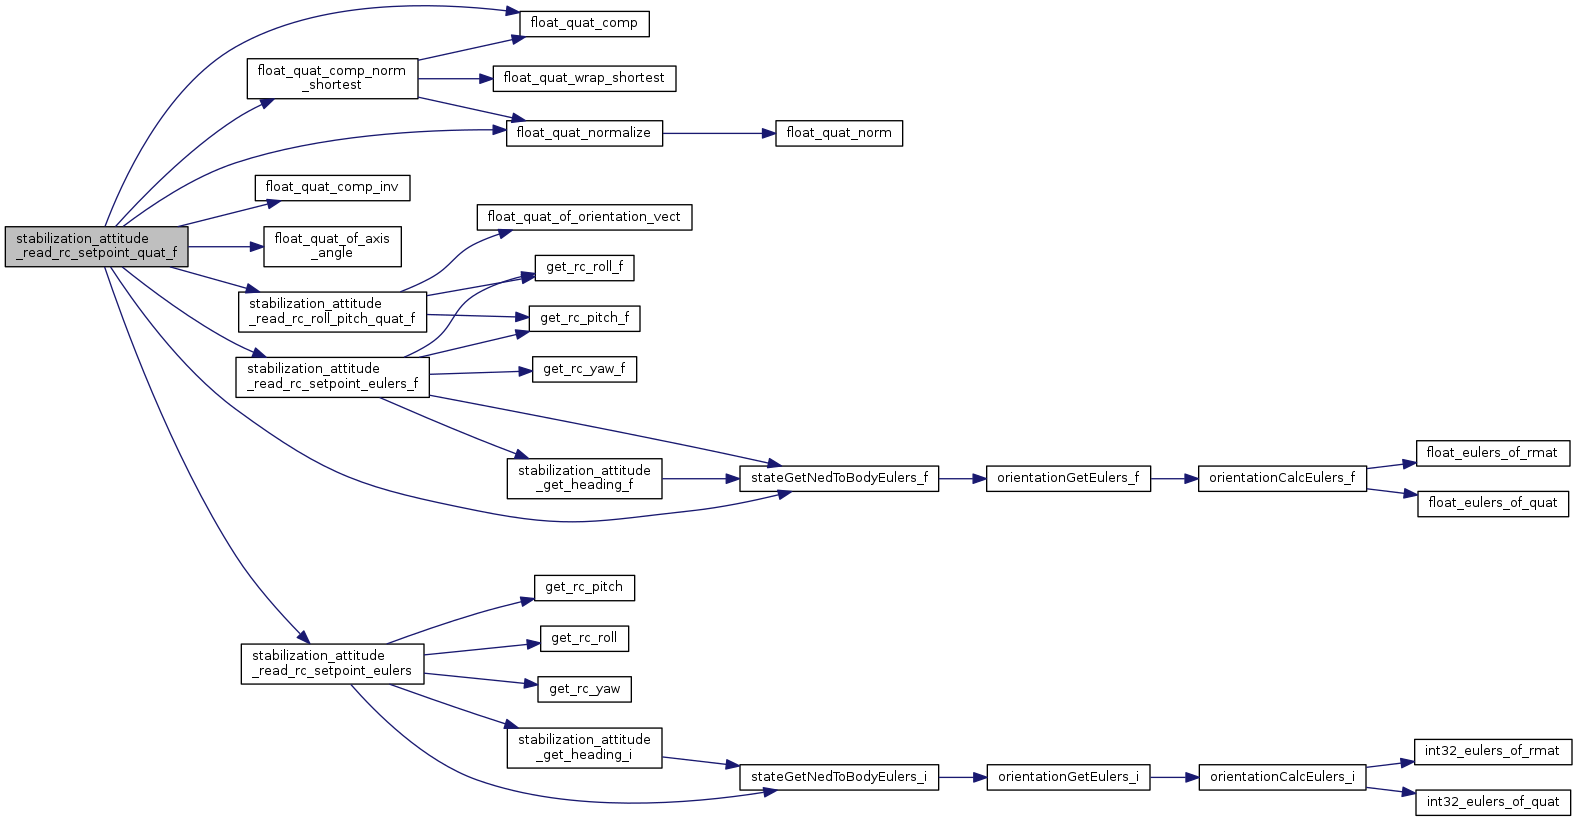 float_quat_comp
float_quat_comp_norm
_shortest
float_quat_wrap_shortest
float_quat_normalize
float_quat_norm
float_quat_comp_inv
float_quat_of_orientation_vect
stabilization_attitude
_read_rc_setpoint_quat_f
float_quat_of_axis
_angle
get_rc_roll_f
stabilization_attitude
_read_rc_roll_pitch_quat_f
get_rc_pitch_f
stabilization_attitude
_read_rc_setpoint_eulers_f
get_rc_yaw_f
stabilization_attitude
_get_heading_f
stateGetNedToBodyEulers_f
orientationGetEulers_f
orientationCalcEulers_f
float_eulers_of_rmat
float_eulers_of_quat
get_rc_pitch
get_rc_roll
stabilization_attitude
_read_rc_setpoint_eulers
get_rc_yaw
stabilization_attitude
_get_heading_i
stateGetNedToBodyEulers_i
orientationGetEulers_i
orientationCalcEulers_i
int32_eulers_of_rmat
int32_eulers_of_quat